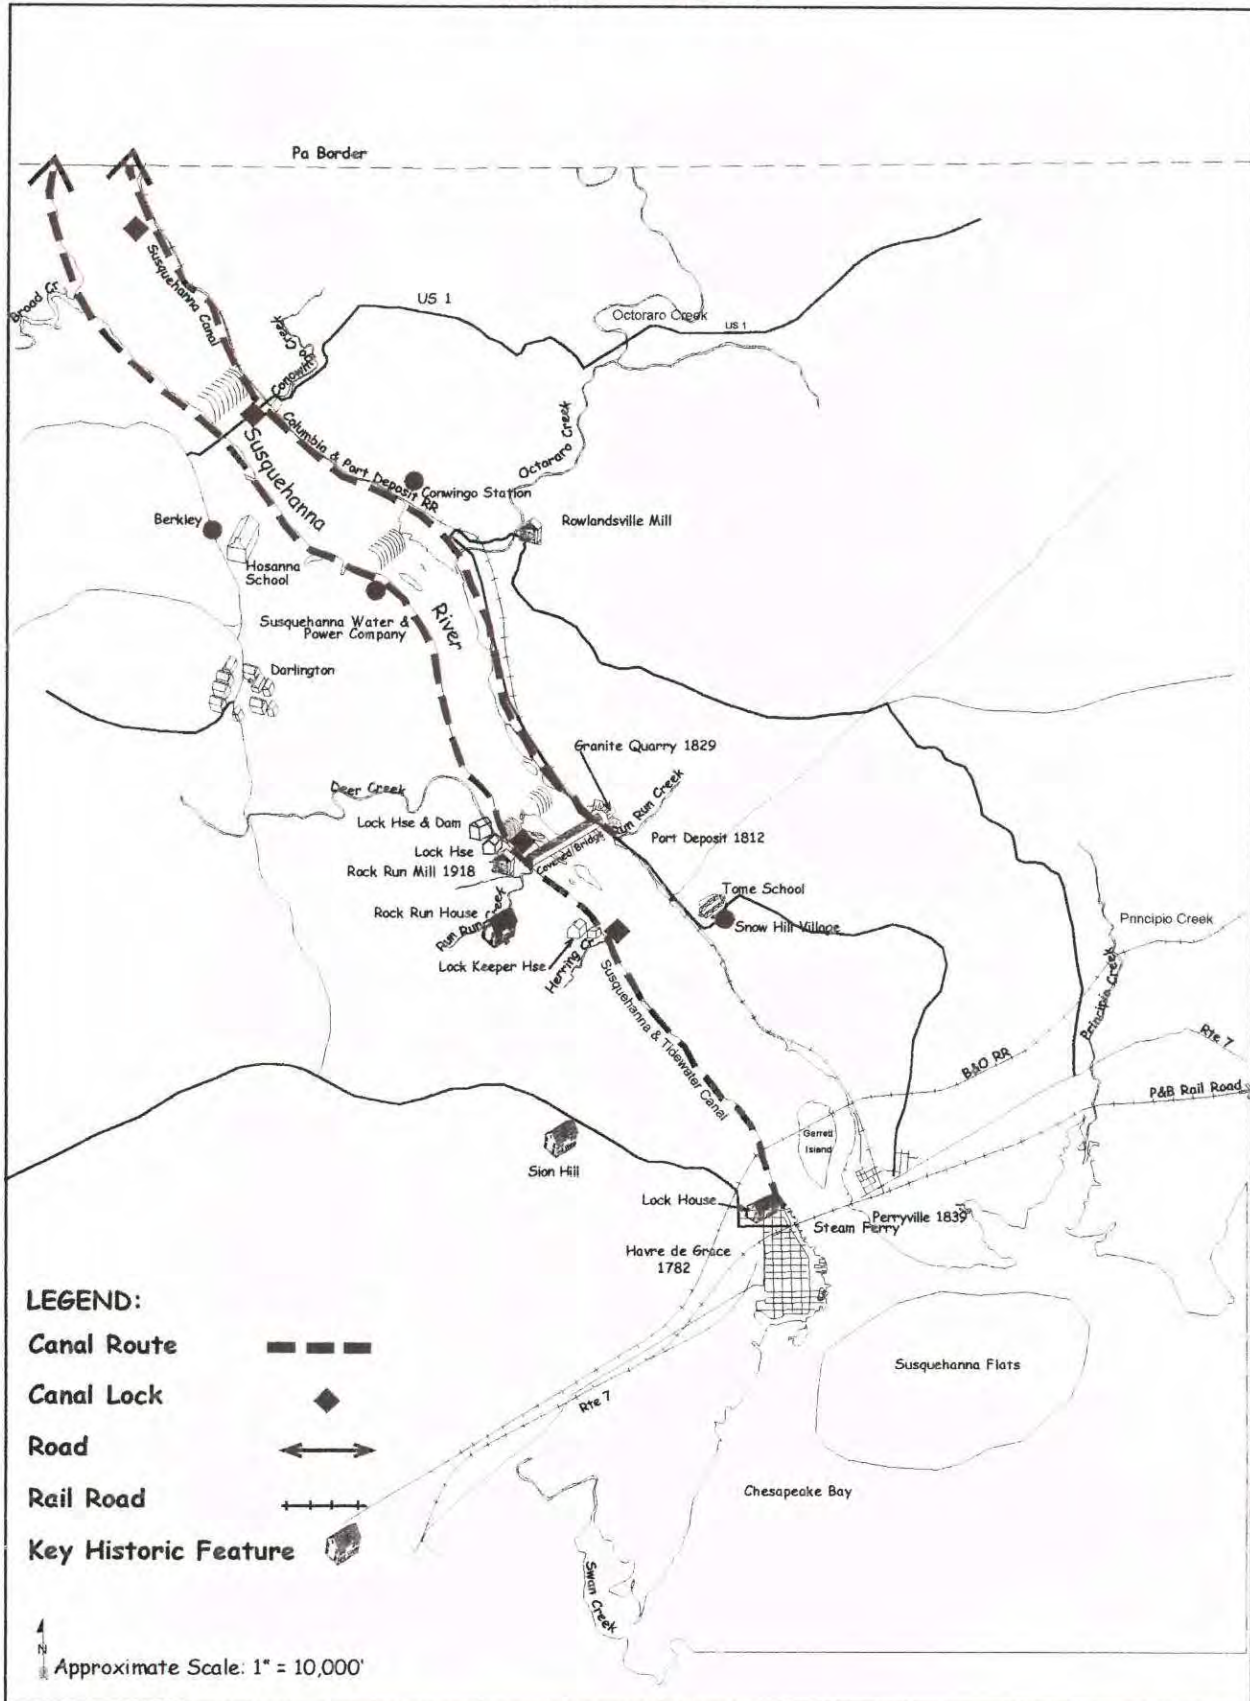 Pa Border
Broad Cr
Susquehanna Canal
US 1
Octoraro Creek
US 1
Conowingo Creek
Octoraro Creek
Susquehanna
River
Columbia & Port Deposit RR
Conwingo Station
Rowlandsville Mill
Berkley
Hosanna
School
Susquehanna Water &
Power Company
Darlington
Granite Quarry 1829
Run Run Creek
Deer Creek
Lock Hse & Dam
Lock Hse
Rock Run Mill 1918
Covered Bridge
Port Deposit 1812
Rock Run House
Run Run Creek
Tome School
Snow Hill Village
Lock Keeper Hse
Herring Cr
Principio Creek
Principio Creek
Susquehanna & Tidewater Canal
B&O RR
Rte 7
P&B Rail Road
Garrett
Island
Sion Hill
Lock House
Perryville 1839
Steam Ferry
Havre de Grace
1782
Susquehanna Flats
Rte 7
Chesapeake Bay
Swan Creek
LEGEND:
Canal Route
Canal Lock
Road
Rail Road
Key Historic Feature
N
Approximate Scale: 1" = 10,000'